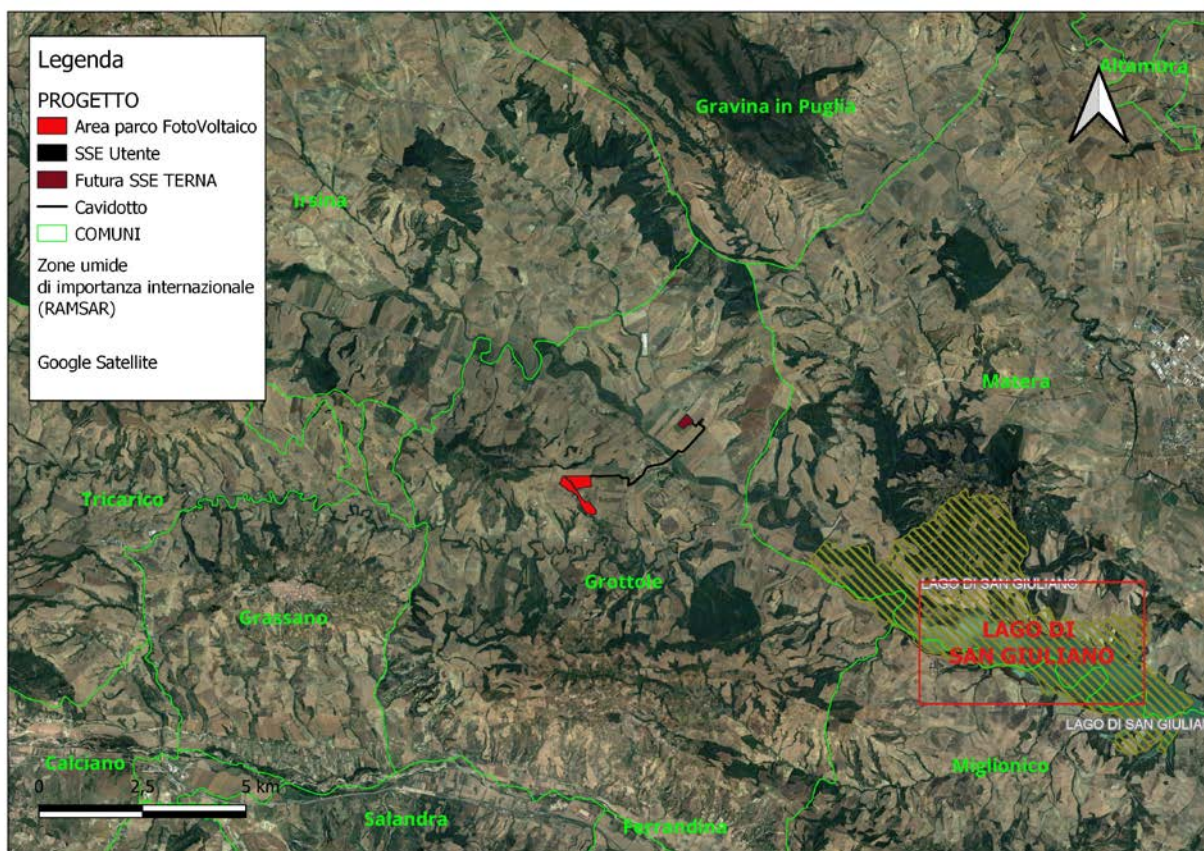 Legenda
PROGETTO
Area parco FotoVoltaico
SSE Utente
Futura SSE TERNA
Cavidotto
COMUNI
Zone umide
di importanza internazionale
(RAMSAR)
Google Satellite
Altamura
Gravina in Puglia
Irsina
Matera
Tricarico
Grassano
Grottole
LAGO DI SAN GIULIANO
LAGO DI
SAN GIULIANO
LAGO DI SAN GIULIAN
Calciano
Miglionico
Salandra
Ferrandina
0 2,5 5 km